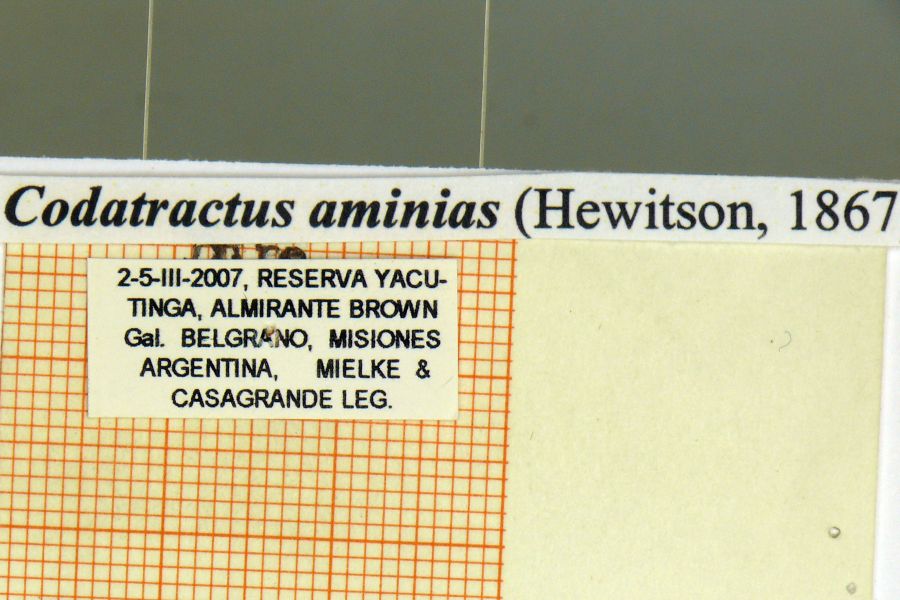 Codatractus aminias (Hewitson, 1867
2-5-III-2007, RESERVA YACU-
TINGA, ALMIRANTE BROWN
Gal. BELGRANO, MISIONES
ARGENTINA, MIELKE &
CASAGRANDE LEG.